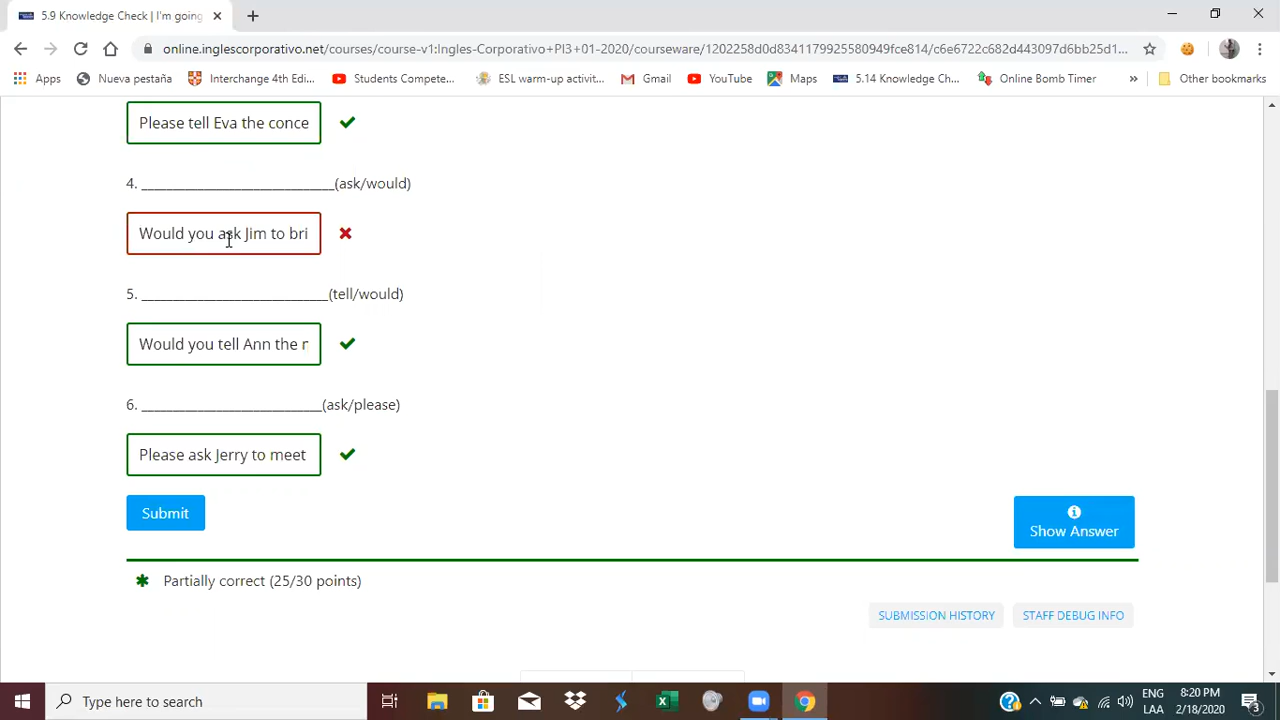 5.9 Knowledge Check | I'm going
online.inglescorporativo.net/courses/course-v1:Ingles-Corporativo+PI3+01-2020/courseware/1202258d0d8341179925580949fce814/c6e6722c682d443097d6bb25d1...
Apps Nueva pestaña Interchange 4th Edi... Students Compete... ESL warm-up activit... Gmail YouTube Maps 5.14 Knowledge Ch... Online Bomb Timer » Other bookmarks
Please tell Eva the conce
4. ____________________________(ask/would)
Would you ask Jim to bri
5. ___________________________(tell/would)
Would you tell Ann the r
6. __________________________(ask/please)
Please ask Jerry to meet
Submit
Show Answer
Partially correct (25/30 points)
SUBMISSION HISTORY STAFF DEBUG INFO
Type here to search
ENG 8:20 PM
LAA 2/18/2020 3